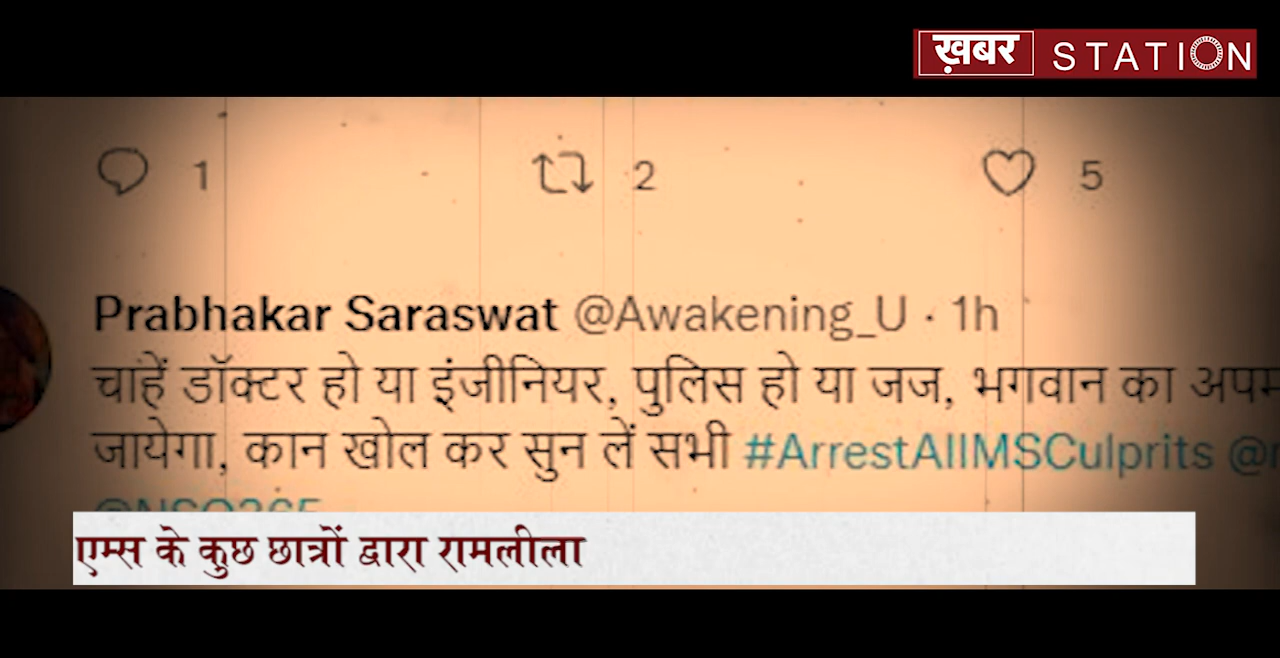 ख़बर STATION
1 2 5
Prabhakar Saraswat @Awakening_U · 1h
चाहें डॉक्टर हो या इंजीनियर, पुलिस हो या जज, भगवान का
जायेगा, कान खोल कर सुन लें सभी #ArrestAIIMSCulprits
एम्स के कुछ छात्रों द्वारा रामलीला